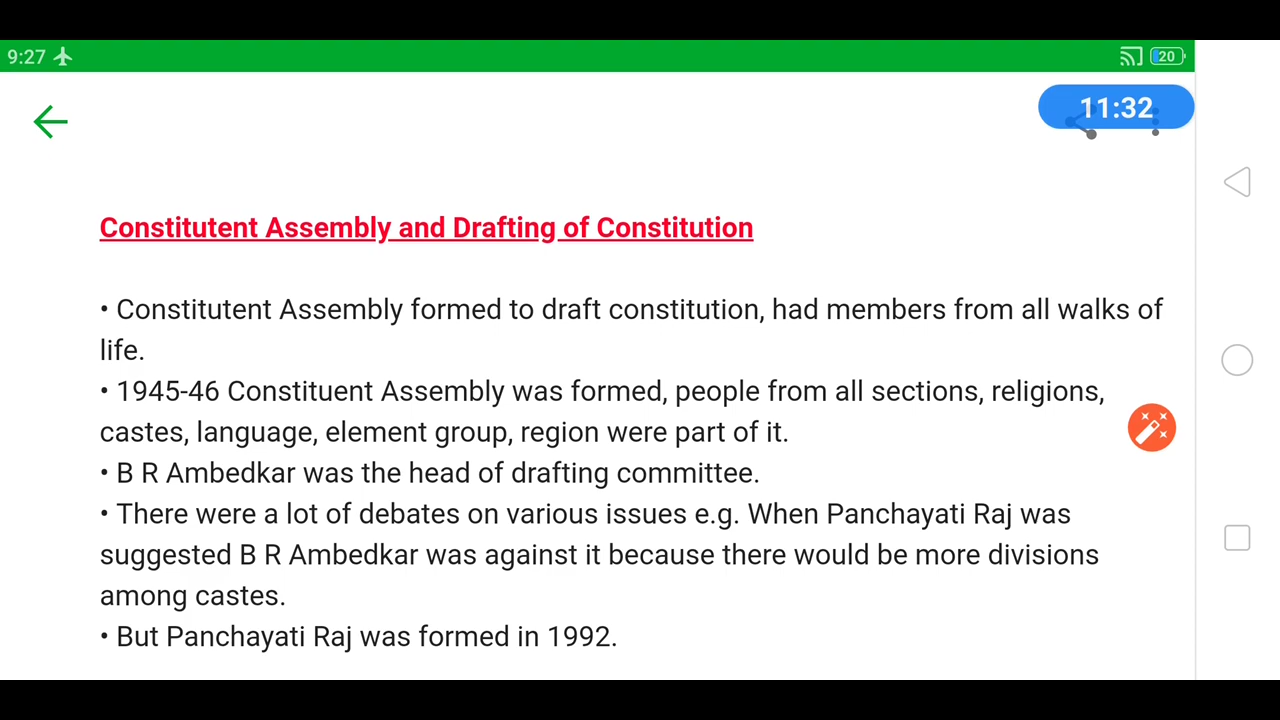 9:27
20
11:32
Constitutent Assembly and Drafting of Constitution
• Constitutent Assembly formed to draft constitution, had members from all walks of
life.
• 1945-46 Constituent Assembly was formed, people from all sections, religions,
castes, language, element group, region were part of it.
• B R Ambedkar was the head of drafting committee.
• There were a lot of debates on various issues e.g. When Panchayati Raj was
suggested B R Ambedkar was against it because there would be more divisions
among castes.
• But Panchayati Raj was formed in 1992.